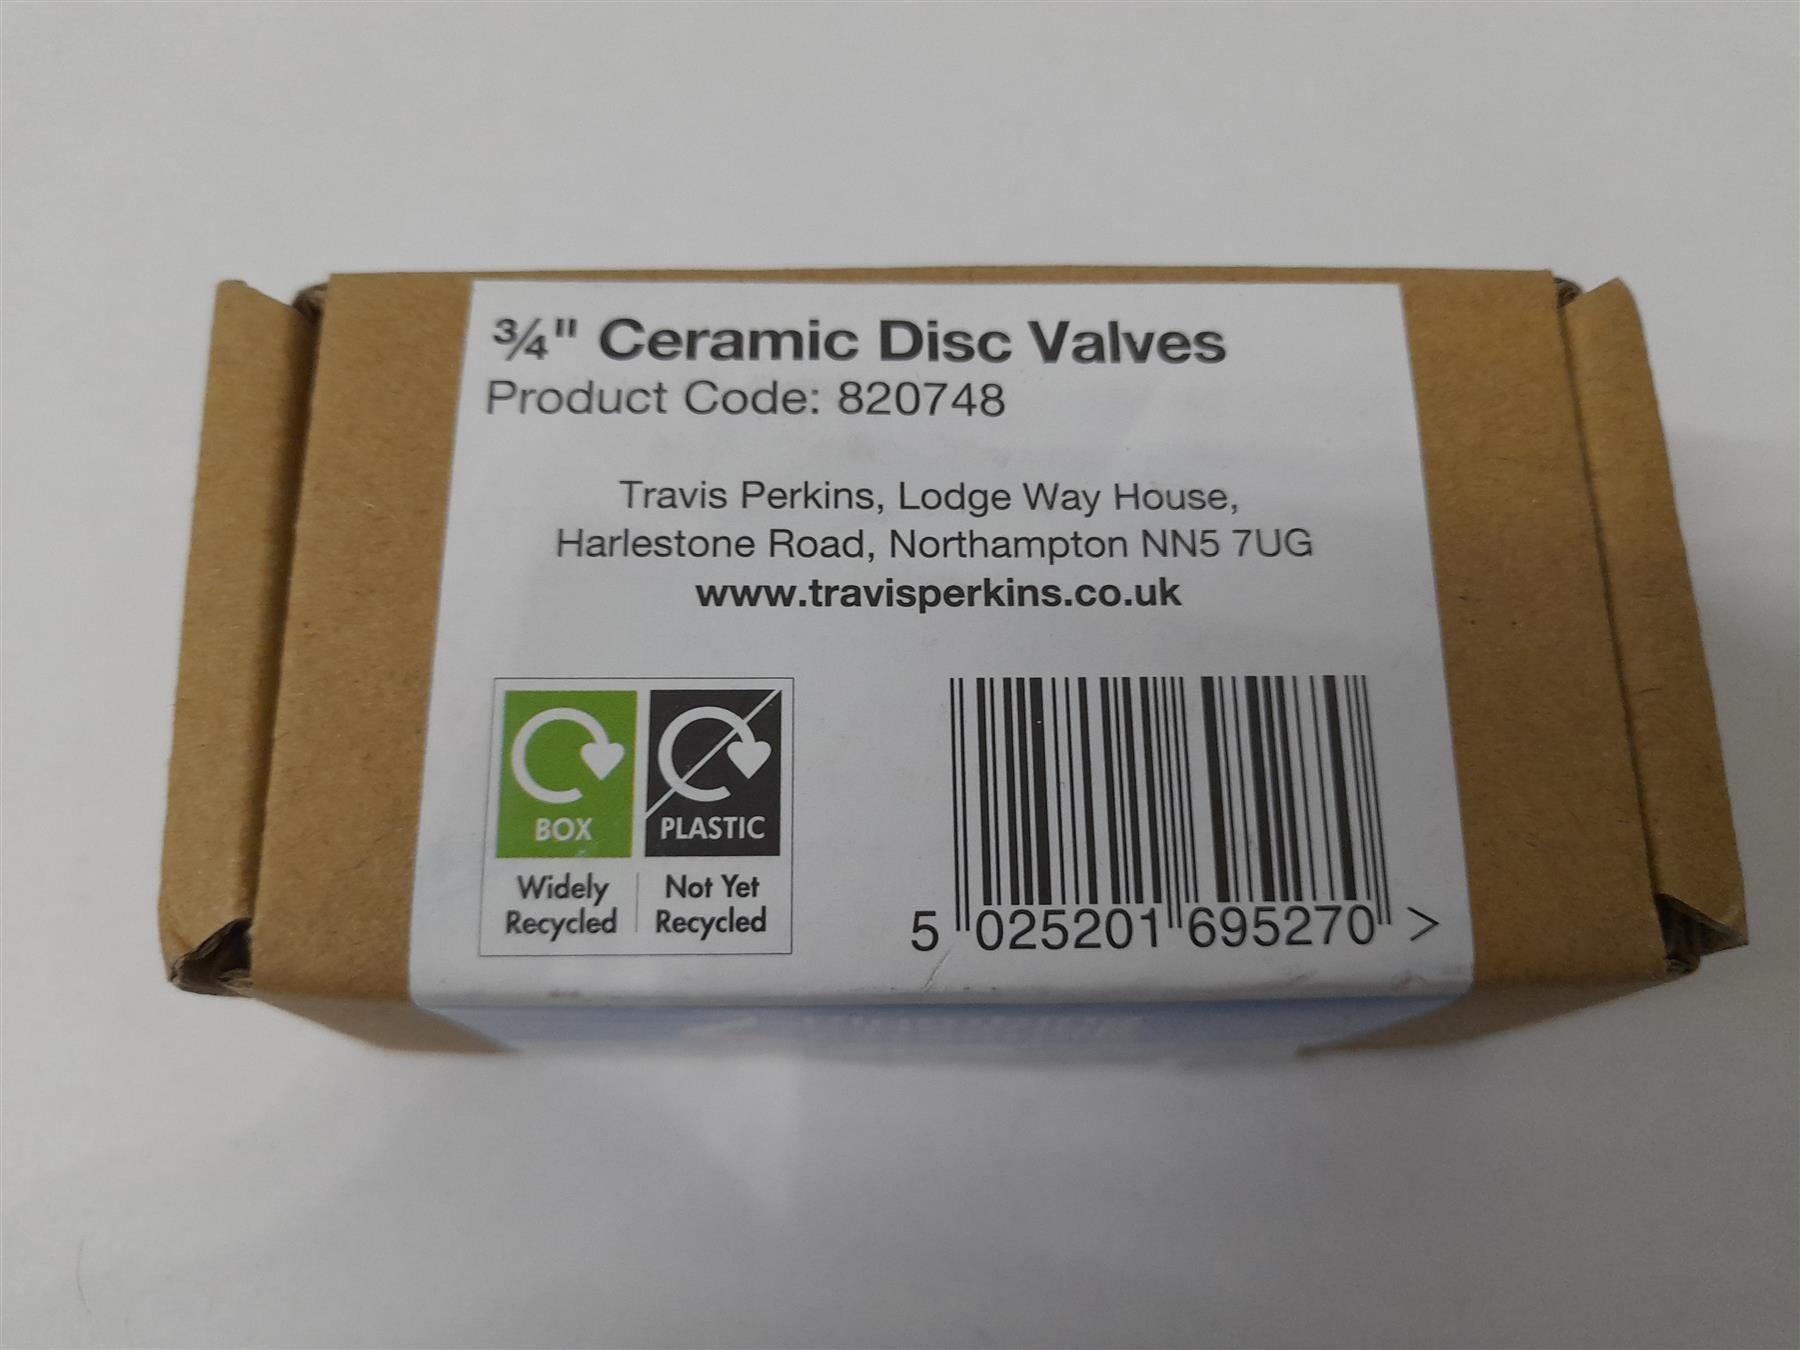 ¾" Ceramic Disc Valves
Product Code: 820748
Travis Perkins, Lodge Way House,
Harlestone Road, Northampton NN5 7UG
www.travisperkins.co.uk
BOX
PLASTIC
Widely
Recycled
Not Yet
Recycled
5 025201 695270 >